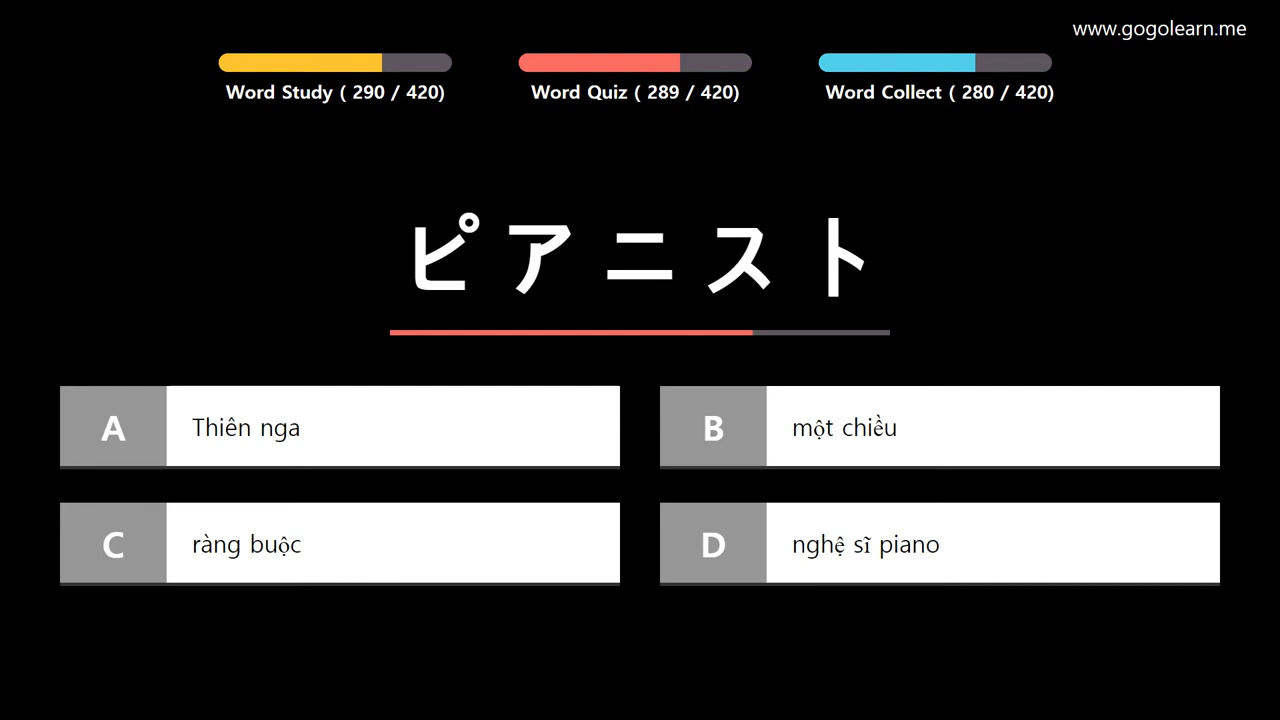 www.gogolearn.me
Word Study ( 290 / 420)
Word Quiz ( 289 / 420)
Word Collect ( 280 / 420)
ピアニスト
A Thiên nga
B một chiều
C ràng buộc
D nghệ sĩ piano